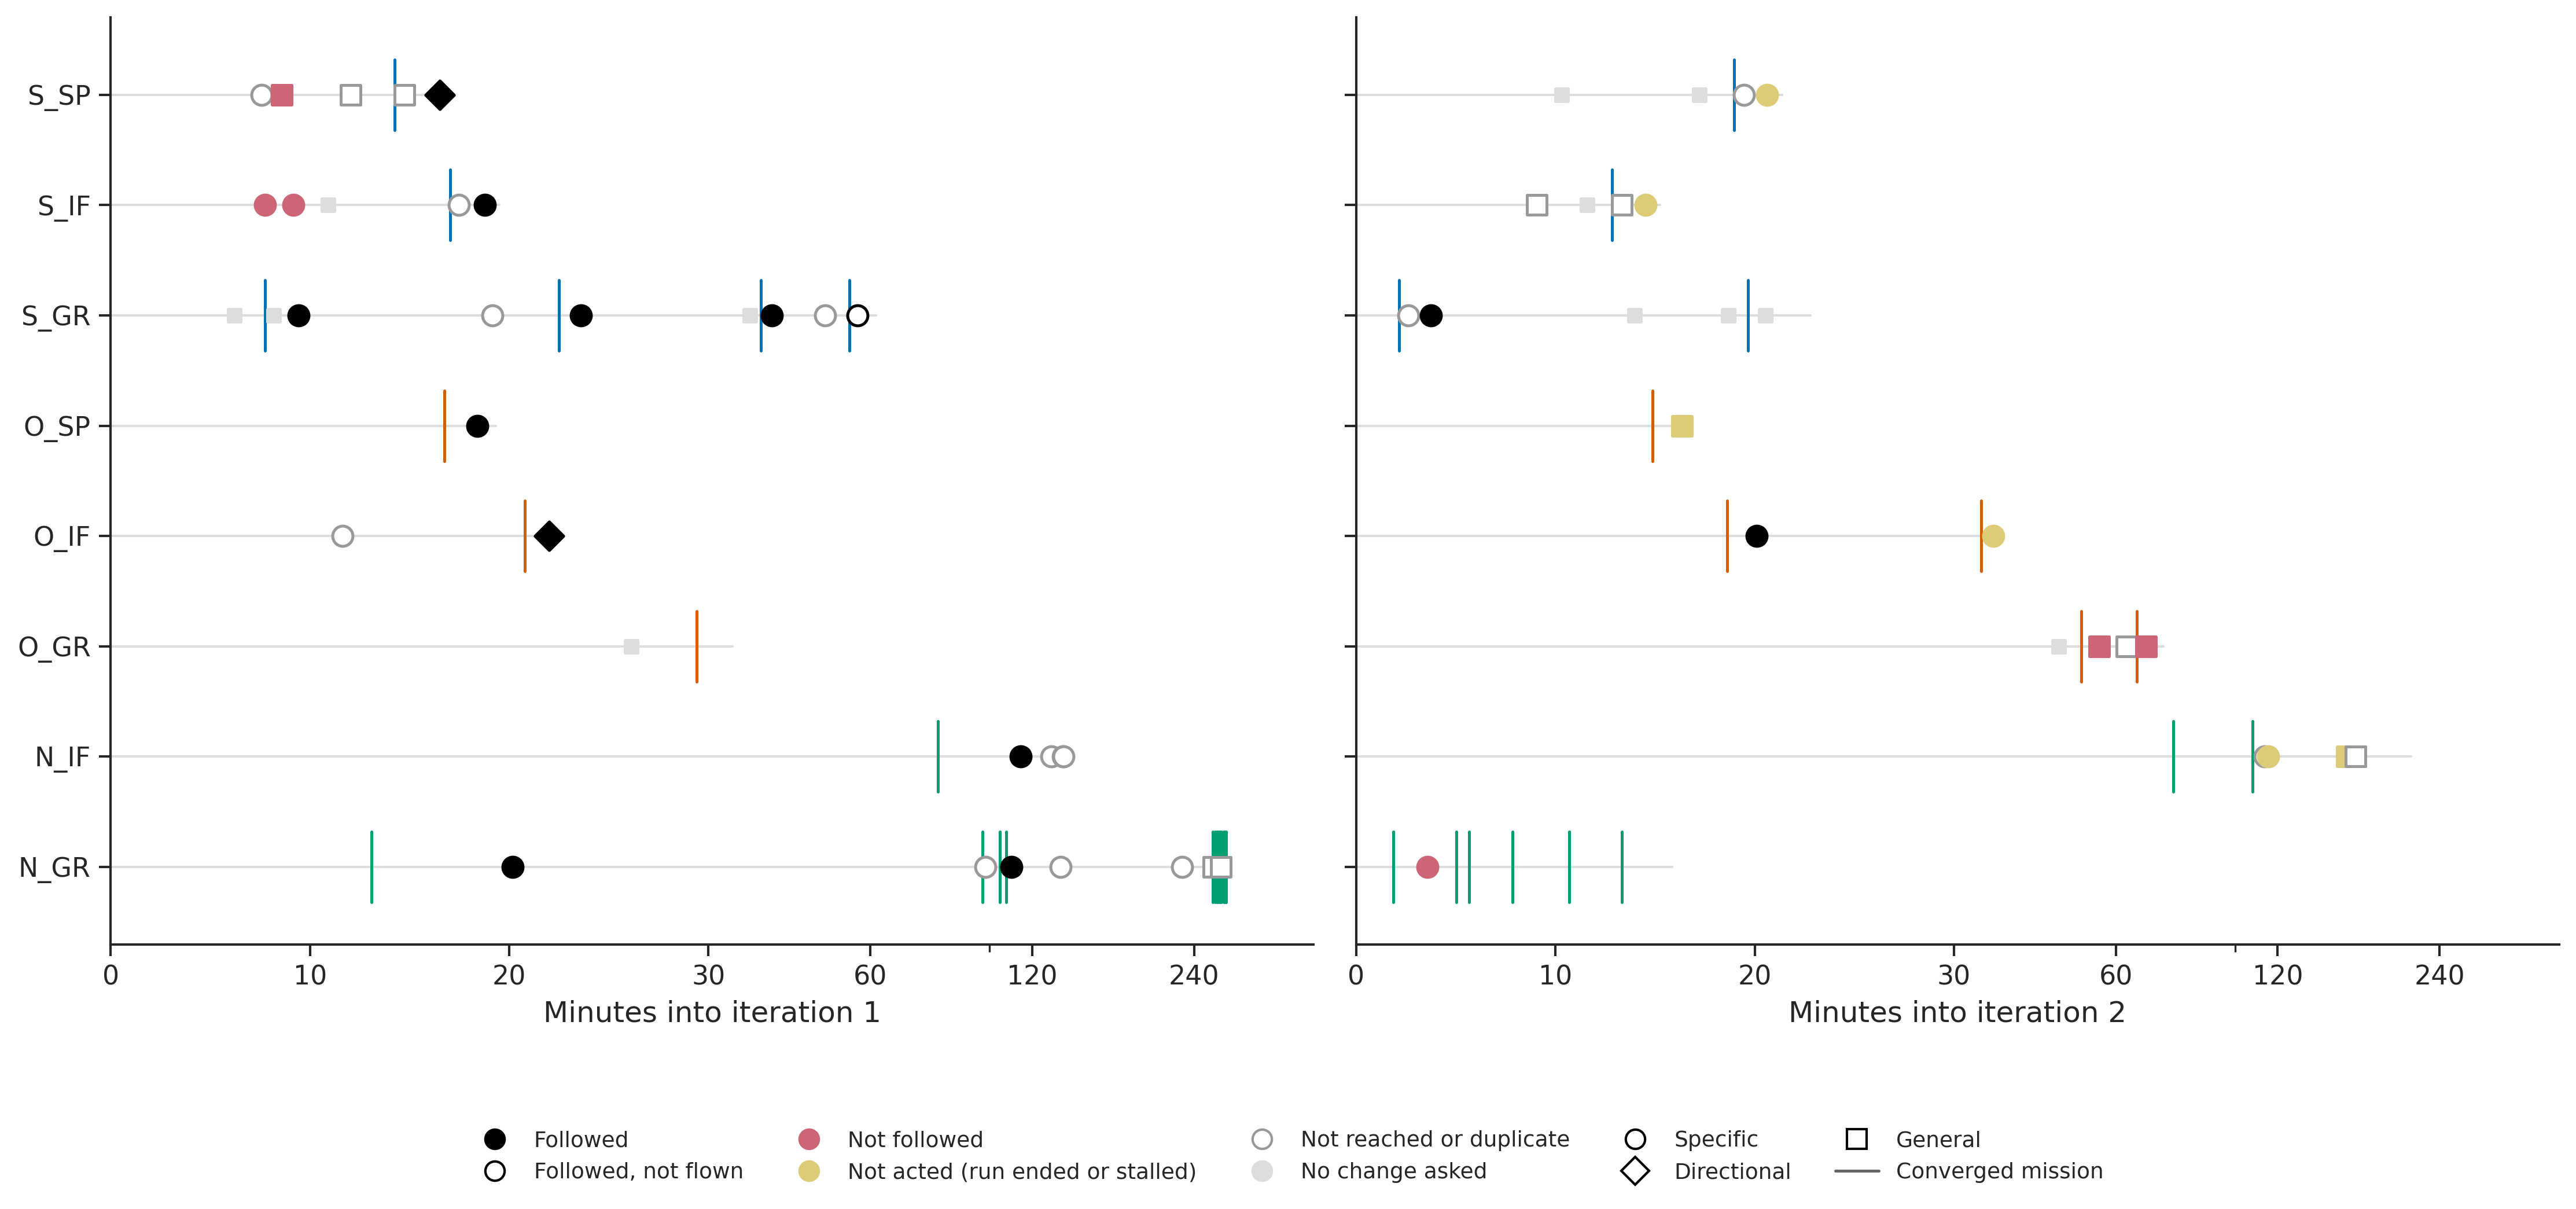 S_SP
S_IF
S_GR
O_SP
O_IF
O_GR
N_IF
N_GR
0 10 20 30 60 120 240
Minutes into iteration 1
0 10 20 30 60 120 240
Minutes into iteration 2
Followed Not followed Not reached or duplicate Specific General
Followed, not flown Not acted (run ended or stalled) No change asked Directional Converged mission